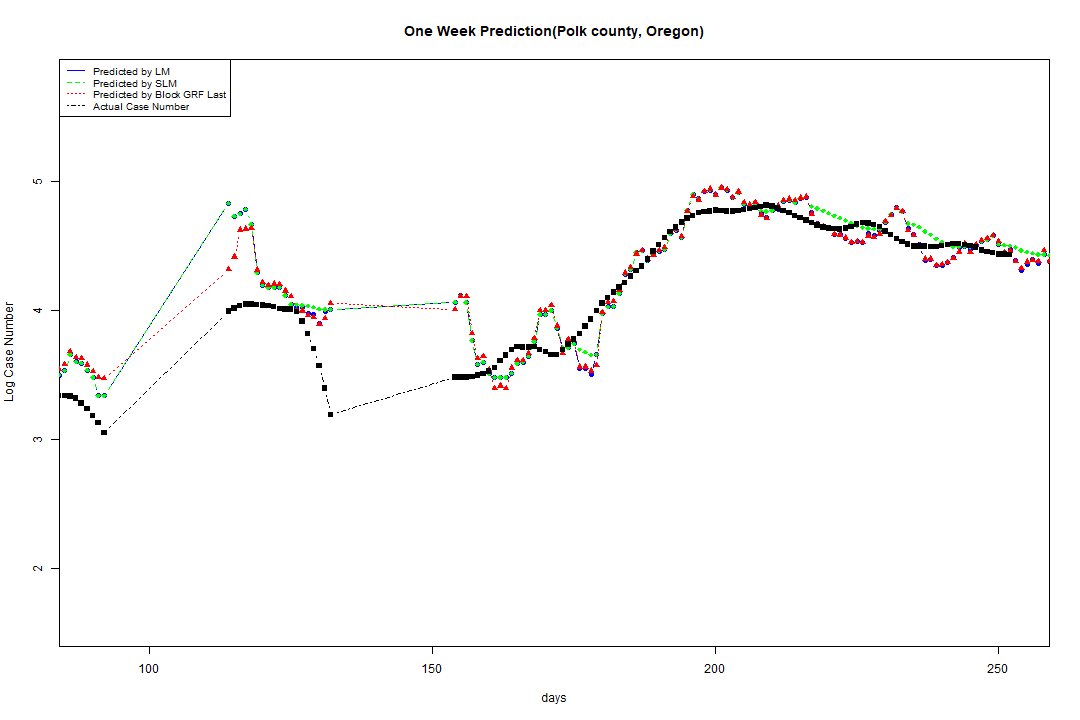 One Week Prediction(Polk county, Oregon)
Predicted by LM
Predicted by SLM
Predicted by Block GRF Last
Actual Case Number
5
4
3
2
Log Case Number
100 150 200 250
days